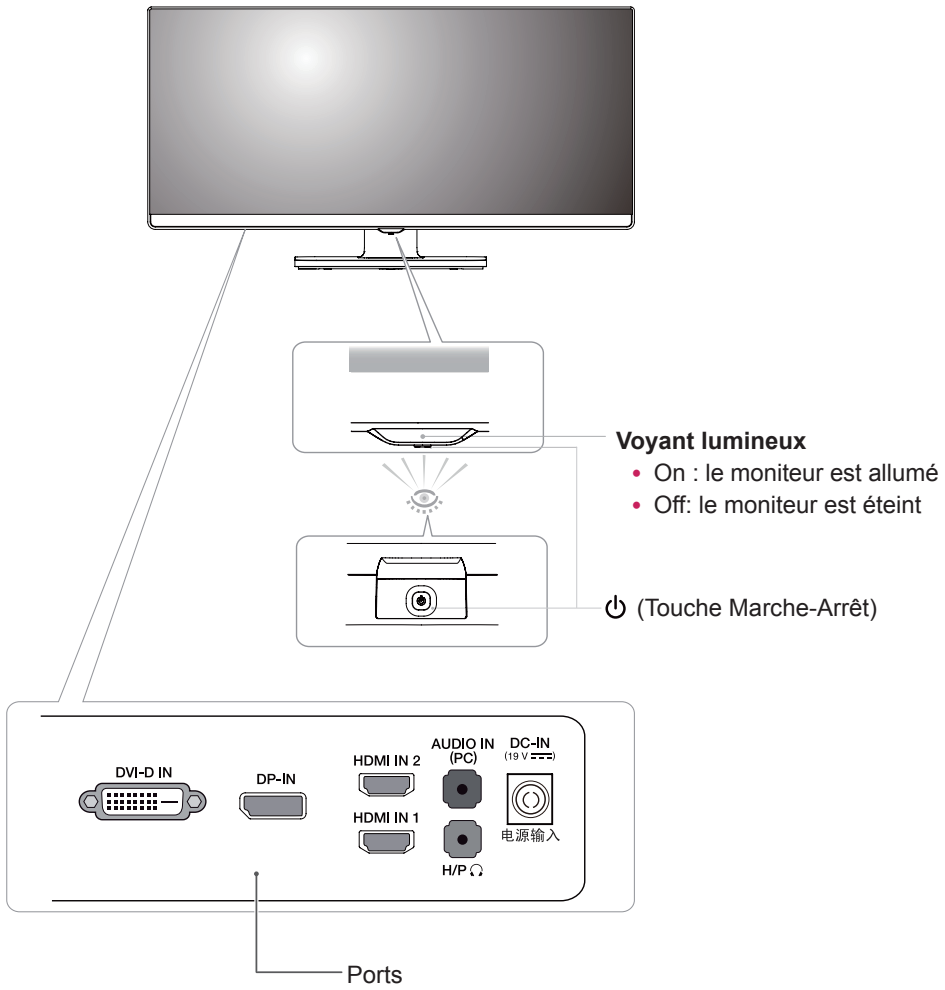 Voyant lumineux
• On : le moniteur est allumé
• Off: le moniteur est éteint
(Touche Marche-Arrêt)
DVI-D IN
DP-IN
HDMI IN 2
HDMI IN 1
AUDIO IN
(PC)
H/P
DC-IN
(19 V ⎓)
电源输入
Ports